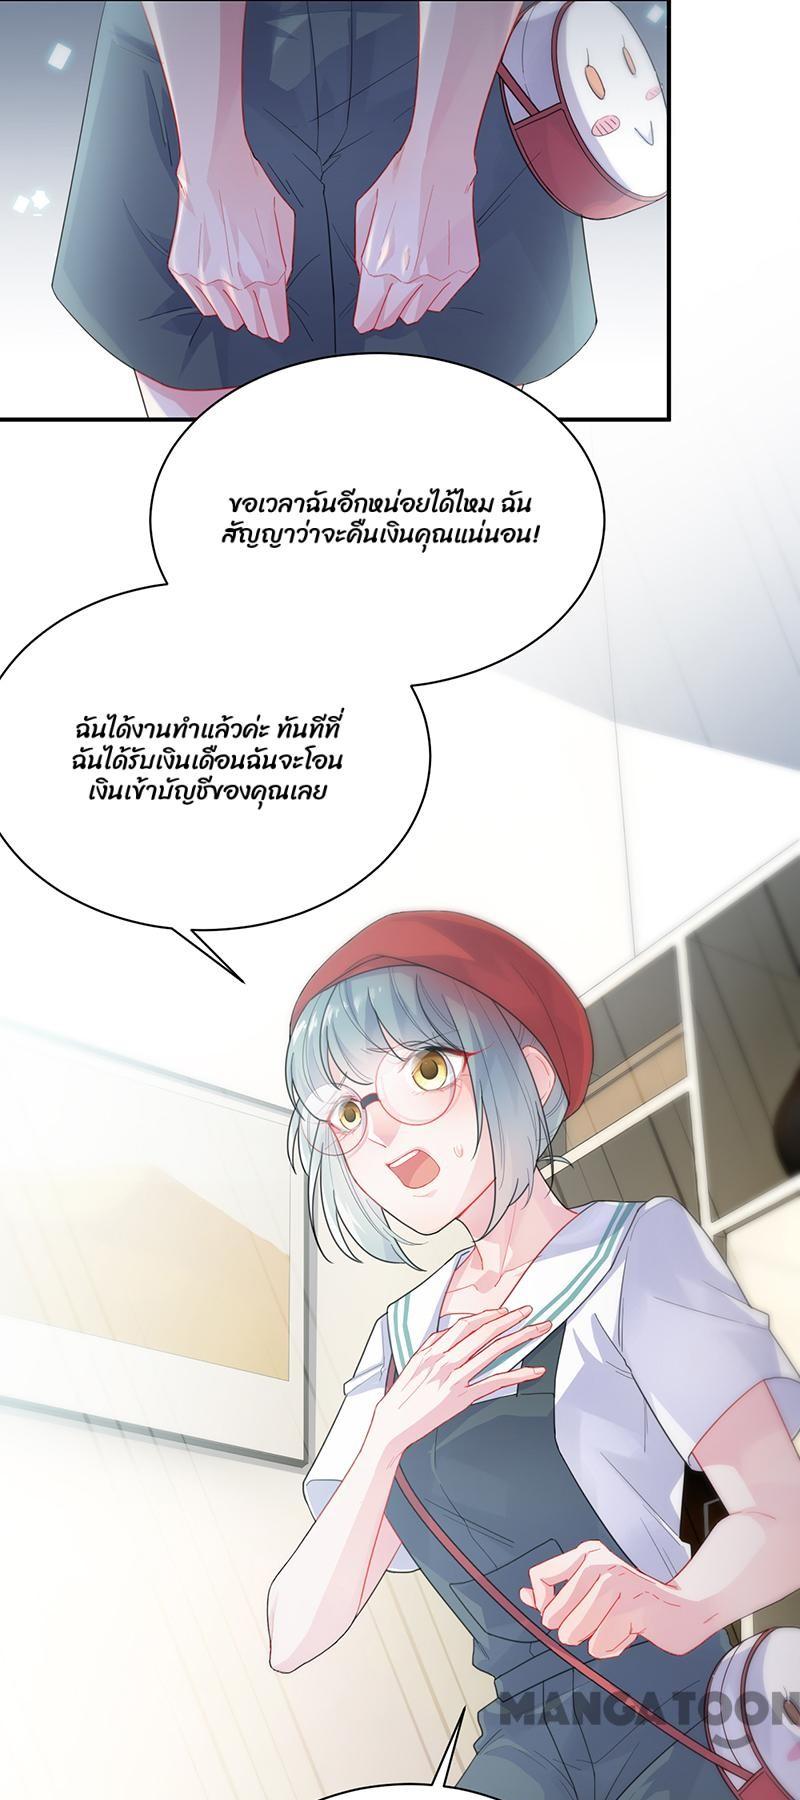 ขอเวลาฉันอีกหน่อยได้ไหม ฉัน
สัญญาว่าจะคืนเงินคุณแน่นอน!
ฉันได้งานทำแล้วค่ะ ทันทีที่
ฉันได้รับเงินเดือนฉันจะโอน
เงินเข้าบัญชีของคุณเลย
MANGATOON